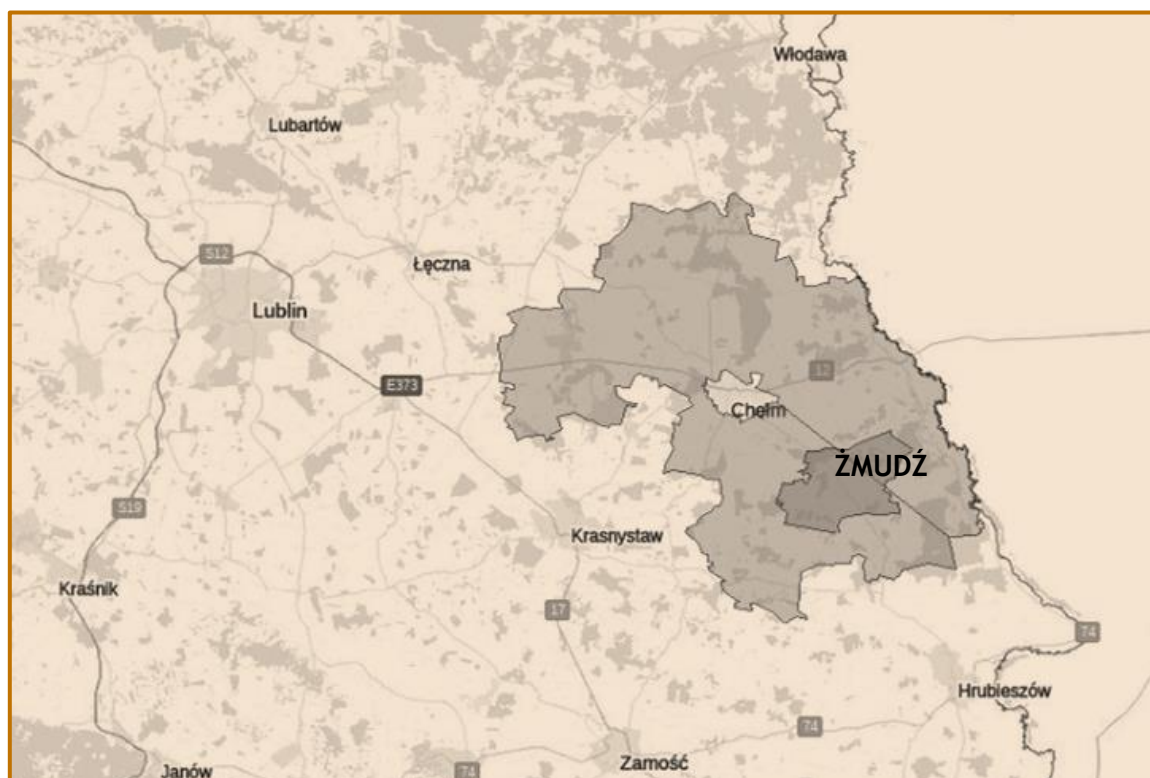 Włodawa
Lubartów
S12
Łęczna
Lublin
E373
12
Chełm
ŻMUDŹ
S19
Krasnystaw
Kraśnik
17
74
Hrubieszów
74
Zamość
74
Janów